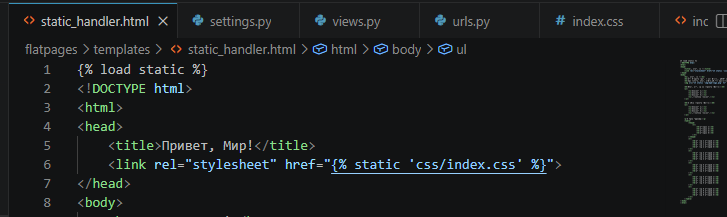 static_handler.html settings.py views.py urls.py index.css inc
flatpages > templates > static_handler.html > html > body > ul
1 {% load static %}
2 <!DOCTYPE html>
3 <html>
4 <head>
5 <title>Привет, Мир!</title>
6 <link rel="stylesheet" href="{% static 'css/index.css' %}">
7 </head>
8 <body>